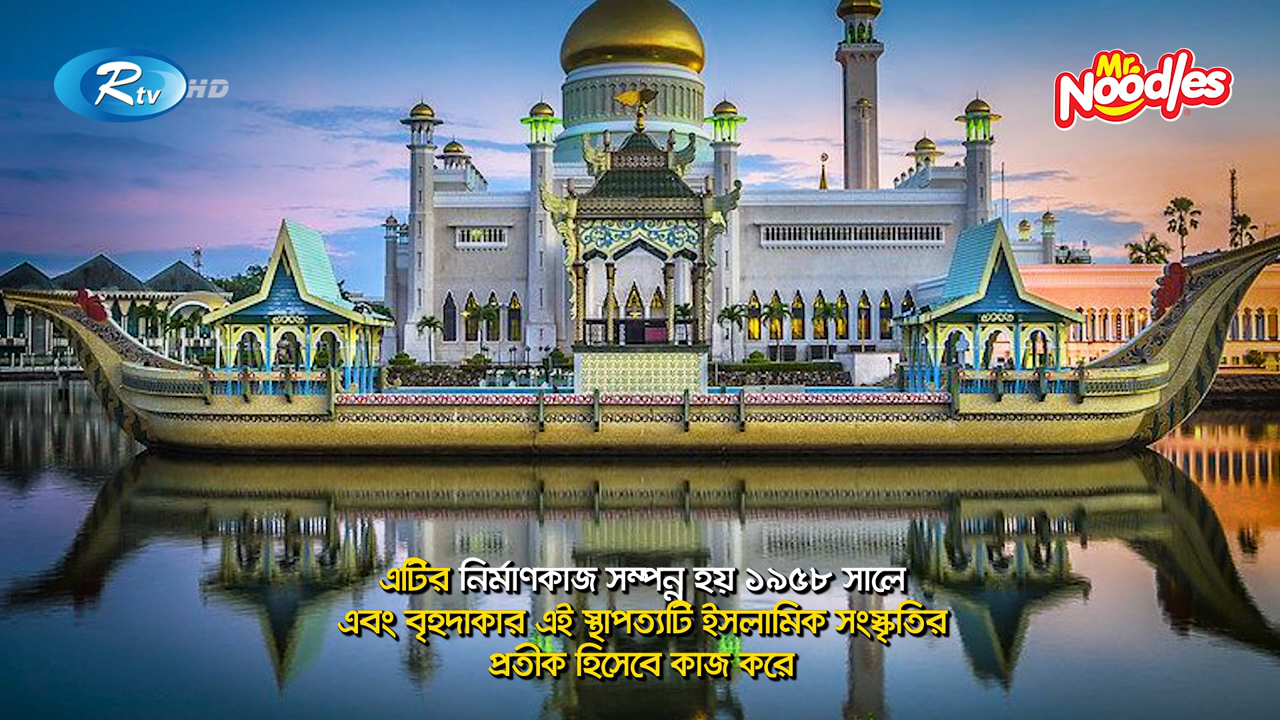 Rtv HD
Mr.
Noodles
এটির নির্মাণকাজ সম্পন্ন হয় ১৯৫৮ সালে
এবং বৃহদাকার এই স্থাপত্যটি ইসলামিক সংস্কৃতির
প্রতীক হিসেবে কাজ করে